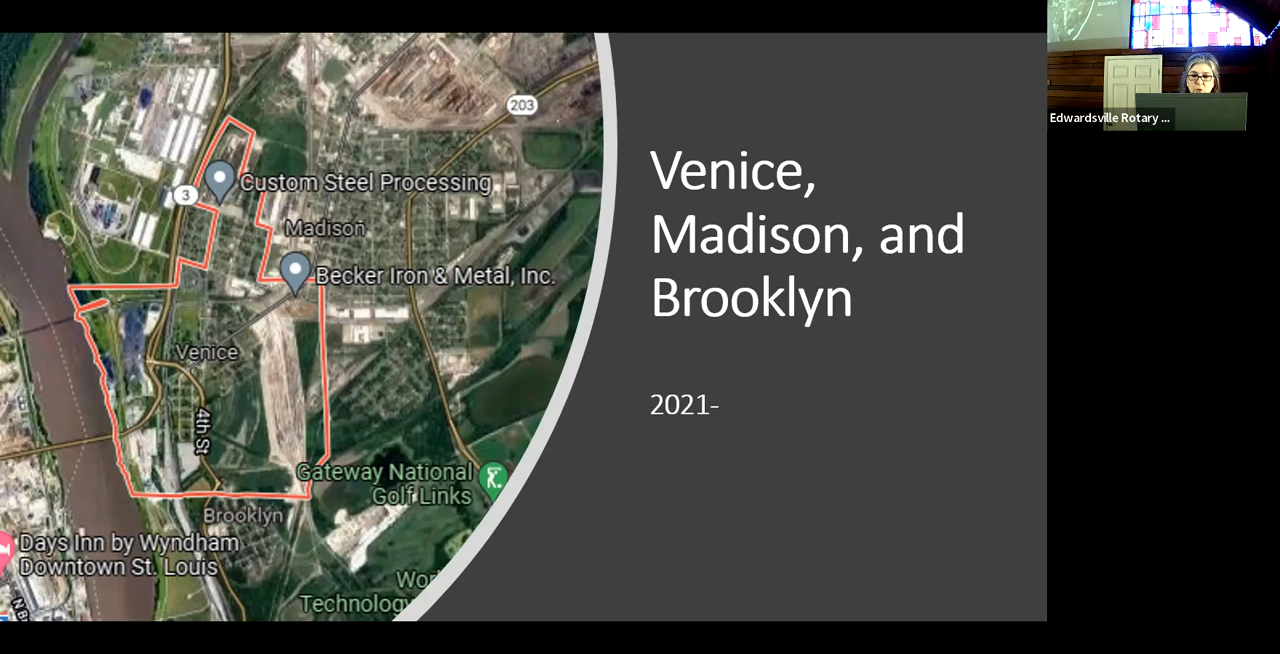 203
Custom Steel Processing
3
Madison
Becker Iron & Metal, Inc.
Venice
4th St
Gateway National
Golf Links
Brooklyn
Days Inn by Wyndham
Downtown St. Louis
Technology
Venice,
Madison, and
Brooklyn
2021-
Edwardsville Rotary ...